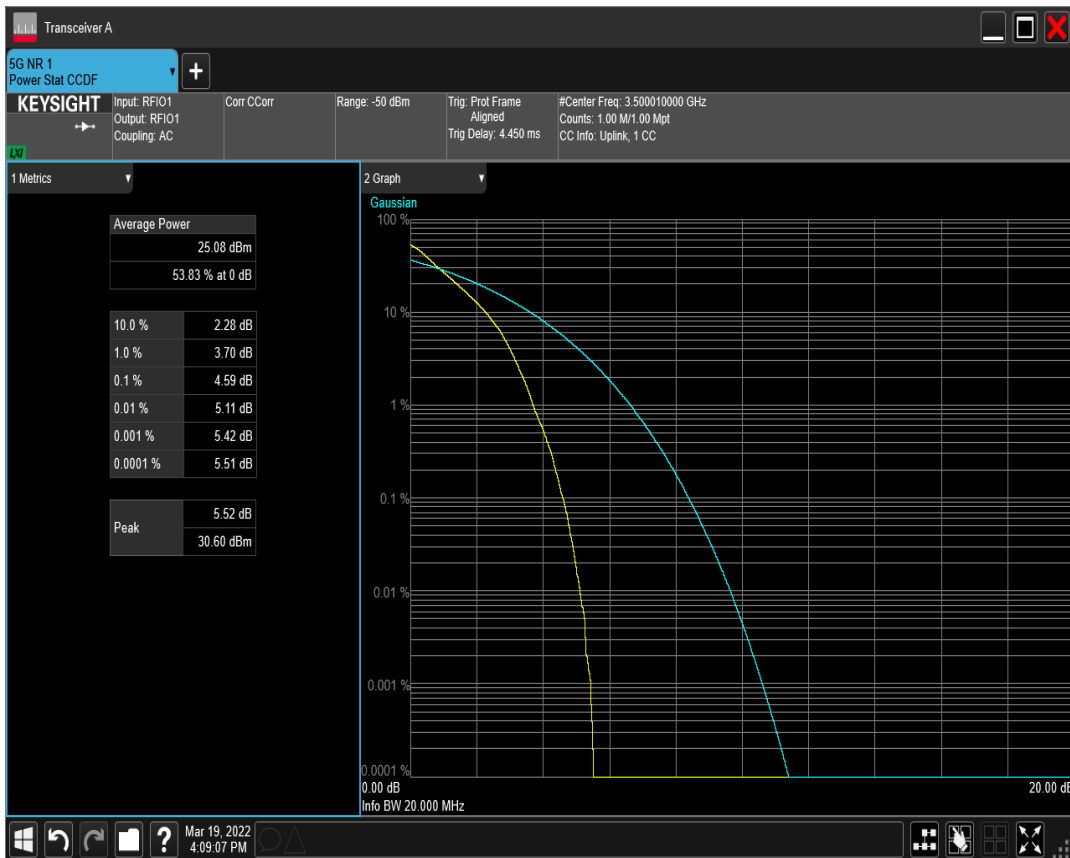 Transceiver A
5G NR 1
Power Stat CCDF
KEYSIGHT
LXI
Input: RFIO1
Output: RFIO1
Coupling: AC
Corr CCorr
Range: -50 dBm
Trig: Prot Frame
Aligned
Trig Delay: 4.450 ms
#Center Freq: 3.500010000 GHz
Counts: 1.00 M/1.00 Mpt
CC Info: Uplink, 1 CC
1 Metrics
Average Power
25.08 dBm
53.83 % at 0 dB
10.0 % 2.28 dB
1.0 % 3.70 dB
0.1 % 4.59 dB
0.01 % 5.11 dB
0.001 % 5.42 dB
0.0001 % 5.51 dB
Peak
5.52 dB
30.60 dBm
2 Graph
Gaussian
100 %
10 %
1 %
0.1 %
0.01 %
0.001 %
0.0001 %
0.00 dB
20.00 dB
Info BW 20.000 MHz
?
Mar 19, 2022
4:09:07 PM